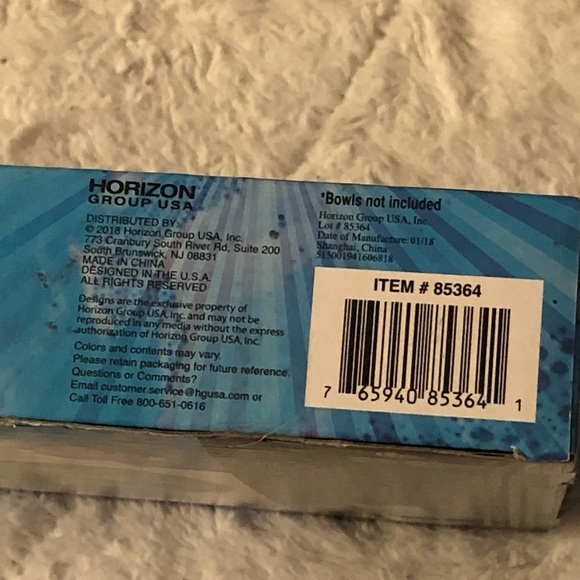 HORIZON
GROUP USA
DISTRIBUTED BY:
© 2018 Horizon Group USA, Inc.
773 Cranbury South River Rd, Suite 200
South Brunswick, NJ 08831
MADE IN CHINA
DESIGNED IN THE U.S.A.
ALL RIGHTS RESERVED
Designs are the exclusive property of
Horizon Group USA, Inc. and may not be
reproduced in any media without the express
authorization of Horizon Group USA, Inc.
Colors and contents may vary.
Please retain packaging for future reference.
Questions or Comments?
Email customer.service@hgusa.com or
Call Toll Free 800-651-0616
*Bowls not included
Horizon Group USA, Inc.
Lot # 85364
Date of Manufacture: 01/18
Shanghai, China
515001941606818
ITEM # 85364
7 65940 85364 1